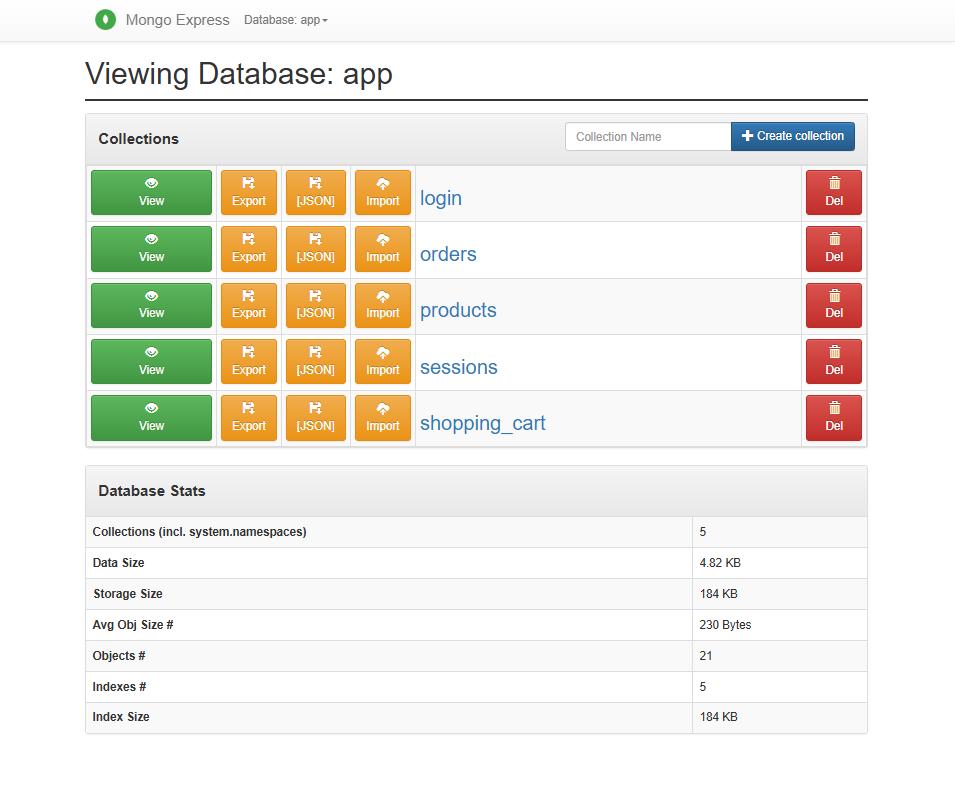 Mongo Express Database: app
Viewing Database: app
Collections Collection Name Create collection
View Export [JSON] Import login Del
View Export [JSON] Import orders Del
View Export [JSON] Import products Del
View Export [JSON] Import sessions Del
View Export [JSON] Import shopping_cart Del
Database Stats
Collections (incl. system.namespaces) 5
Data Size 4.82 KB
Storage Size 184 KB
Avg Obj Size # 230 Bytes
Objects # 21
Indexes # 5
Index Size 184 KB